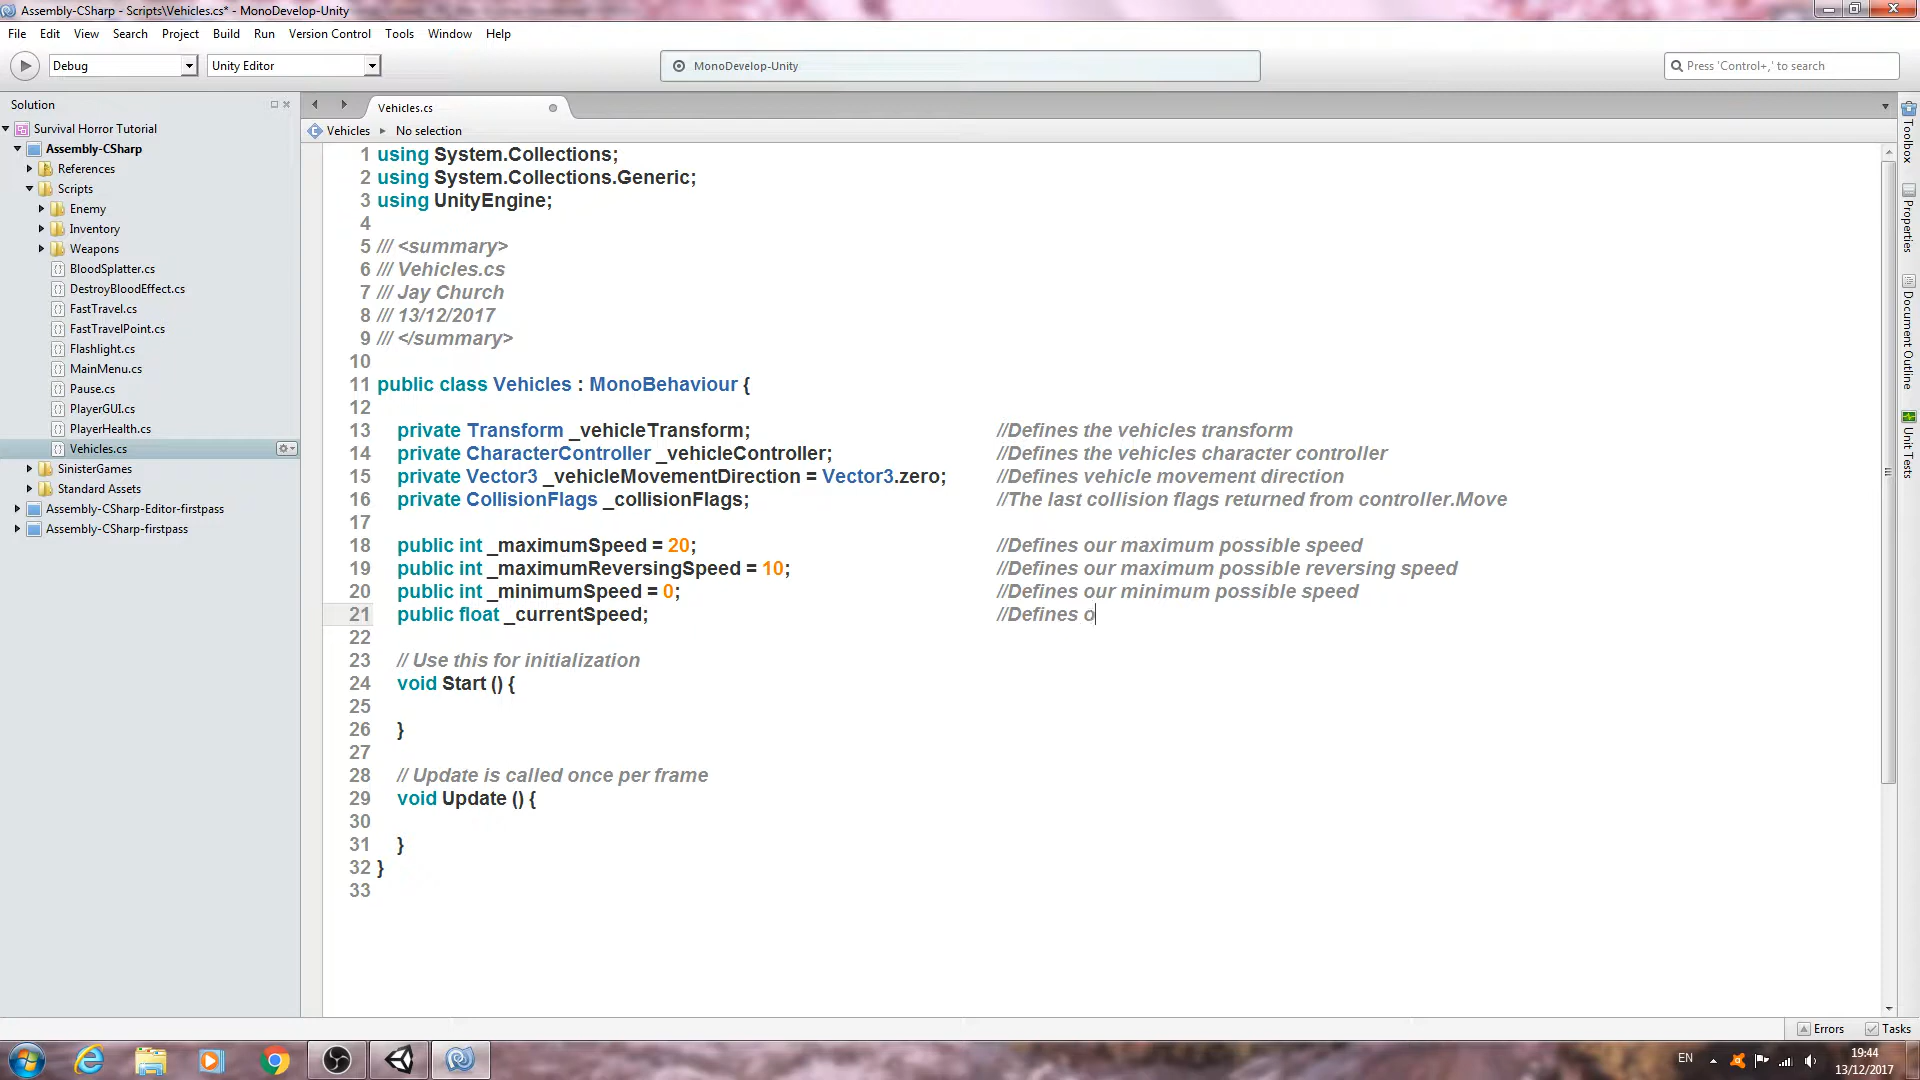 Assembly-CSharp - Scripts\Vehicles.cs* - MonoDevelop-Unity
File Edit View Search Project Build Run Version Control Tools Window Help
Debug Unity Editor MonoDevelop-Unity Press 'Control+,' to search
Solution
Survival Horror Tutorial
Assembly-CSharp
References
Scripts
Enemy
Inventory
Weapons
BloodSplatter.cs
DestroyBloodEffect.cs
FastTravel.cs
FastTravelPoint.cs
Flashlight.cs
MainMenu.cs
Pause.cs
PlayerGUI.cs
PlayerHealth.cs
Vehicles.cs
SinisterGames
Standard Assets
Assembly-CSharp-Editor-firstpass
Assembly-CSharp-firstpass
Vehicles.cs
Vehicles No selection
1 using System.Collections;
2 using System.Collections.Generic;
3 using UnityEngine;
4
5 /// <summary>
6 /// Vehicles.cs
7 /// Jay Church
8 /// 13/12/2017
9 /// </summary>
10
11 public class Vehicles : MonoBehaviour {
12
13 private Transform _vehicleTransform; //Defines the vehicles transform
14 private CharacterController _vehicleController; //Defines the vehicles character controller
15 private Vector3 _vehicleMovementDirection = Vector3.zero; //Defines vehicle movement direction
16 private CollisionFlags _collisionFlags; //The last collision flags returned from controller.Move
17
18 public int _maximumSpeed = 20; //Defines our maximum possible speed
19 public int _maximumReversingSpeed = 10; //Defines our maximum possible reversing speed
20 public int _minimumSpeed = 0; //Defines our minimum possible speed
21 public float _currentSpeed; //Defines o
22
23 // Use this for initialization
24 void Start () {
25
26 }
27
28 // Update is called once per frame
29 void Update () {
30
31 }
32 }
33
Toolbox
Properties
Document Outline
Unit Tests
Errors Tasks
EN
19:44
13/12/2017